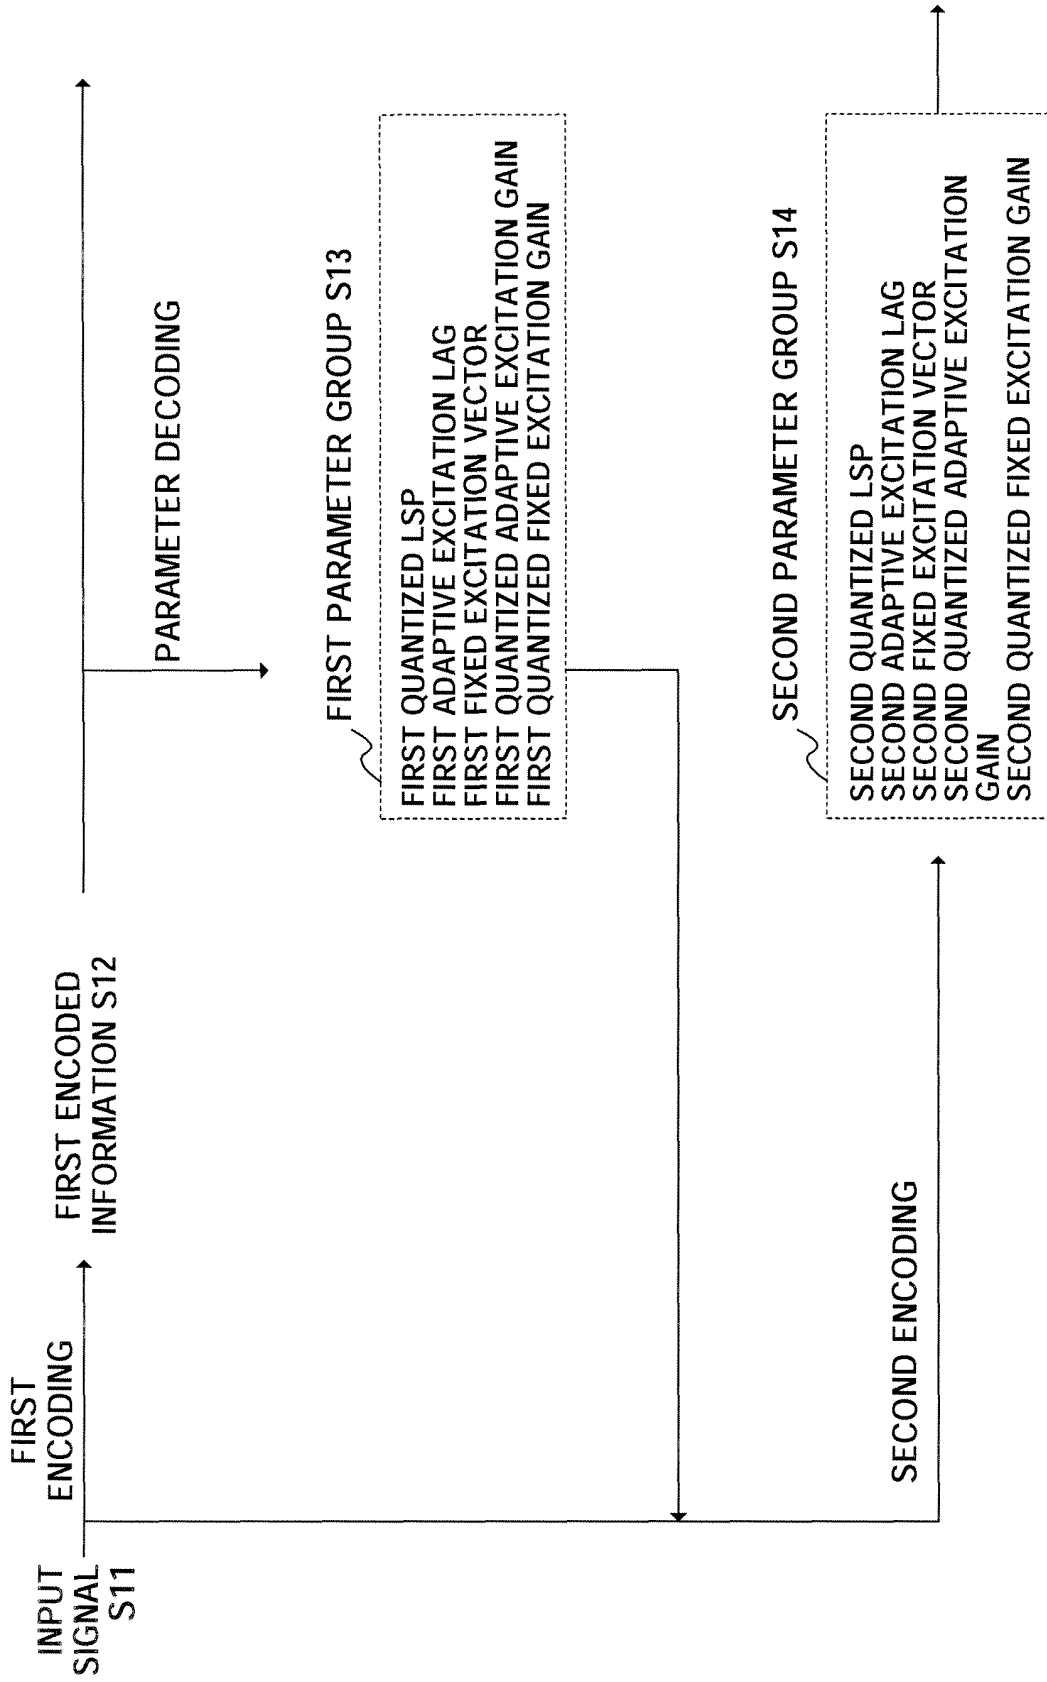 INPUT
SIGNAL
S11
FIRST
ENCODING
FIRST ENCODED
INFORMATION S12
PARAMETER DECODING
FIRST PARAMETER GROUP S13
FIRST QUANTIZED LSP
FIRST ADAPTIVE EXCITATION LAG
FIRST FIXED EXCITATION VECTOR
FIRST QUANTIZED ADAPTIVE EXCITATION GAIN
FIRST QUANTIZED FIXED EXCITATION GAIN
SECOND ENCODING
SECOND PARAMETER GROUP S14
SECOND QUANTIZED LSP
SECOND ADAPTIVE EXCITATION LAG
SECOND FIXED EXCITATION VECTOR
SECOND QUANTIZED ADAPTIVE EXCITATION
GAIN
SECOND QUANTIZED FIXED EXCITATION GAIN